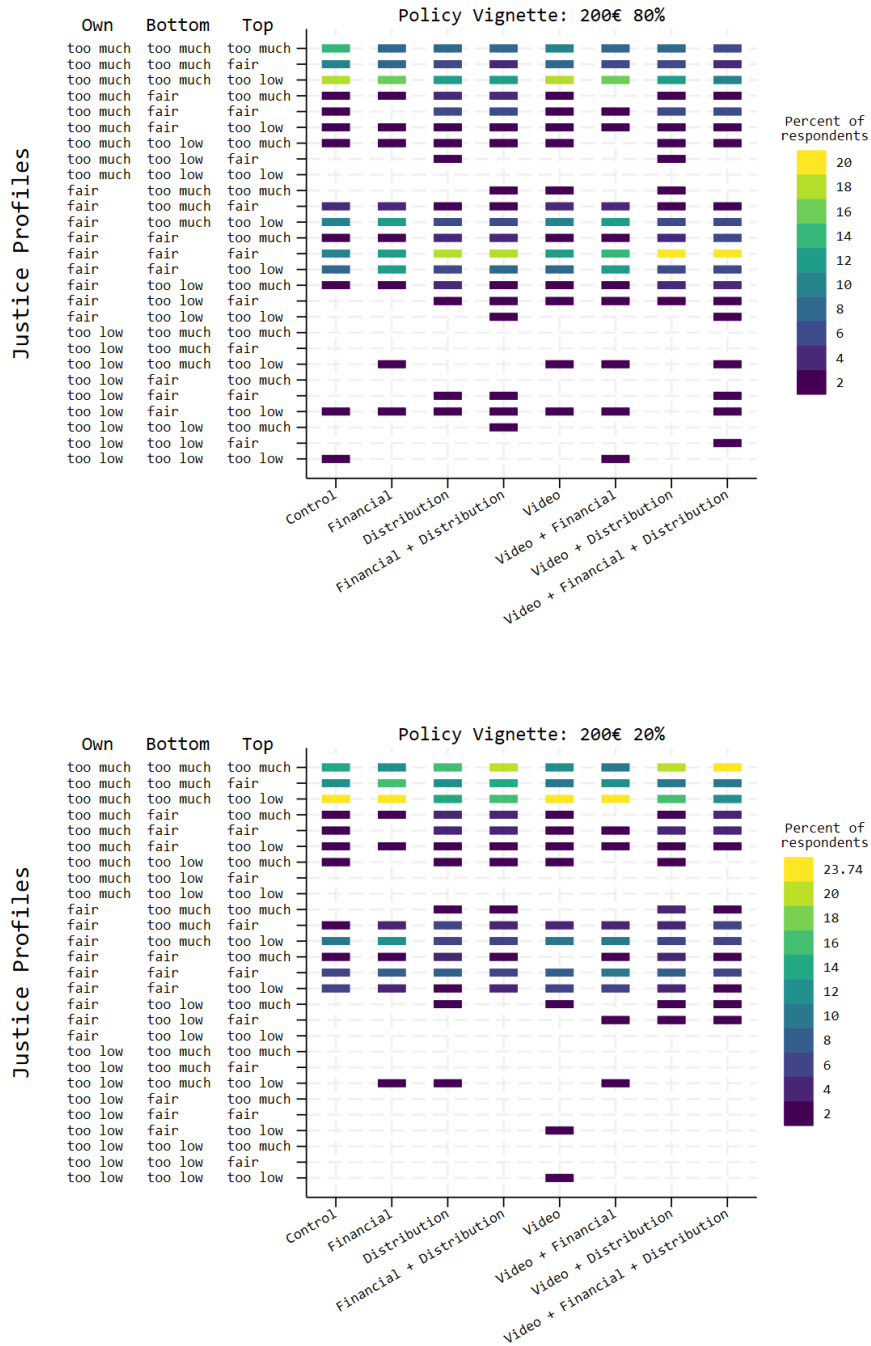 Policy Vignette: 200€ 80%
Own Bottom Top
too much too much too much
too much too much fair
too much too much too low
too much fair too much
too much fair fair
too much fair too low
too much too low too much
too much too low fair
too much too low too low
fair too much too much
fair too much fair
fair too much too low
fair fair too much
fair fair fair
fair fair too low
fair too low too much
fair too low fair
fair too low too low
too low too much too much
too low too much fair
too low too much too low
too low fair too much
too low fair fair
too low fair too low
too low too low too much
too low too low fair
too low too low too low
Justice Profiles
Control
Financial
Distribution
Financial + Distribution
Video
Video + Financial
Video + Distribution
Video + Financial + Distribution
Percent of
respondents
20
18
16
14
12
10
8
6
4
2
Policy Vignette: 200€ 20%
Own Bottom Top
too much too much too much
too much too much fair
too much too much too low
too much fair too much
too much fair fair
too much fair too low
too much too low too much
too much too low fair
too much too low too low
fair too much too much
fair too much fair
fair too much too low
fair fair too much
fair fair fair
fair fair too low
fair too low too much
fair too low fair
fair too low too low
too low too much too much
too low too much fair
too low too much too low
too low fair too much
too low fair fair
too low fair too low
too low too low too much
too low too low fair
too low too low too low
Justice Profiles
Control
Financial
Distribution
Financial + Distribution
Video
Video + Financial
Video + Distribution
Video + Financial + Distribution
Percent of
respondents
23.74
20
18
16
14
12
10
8
6
4
2